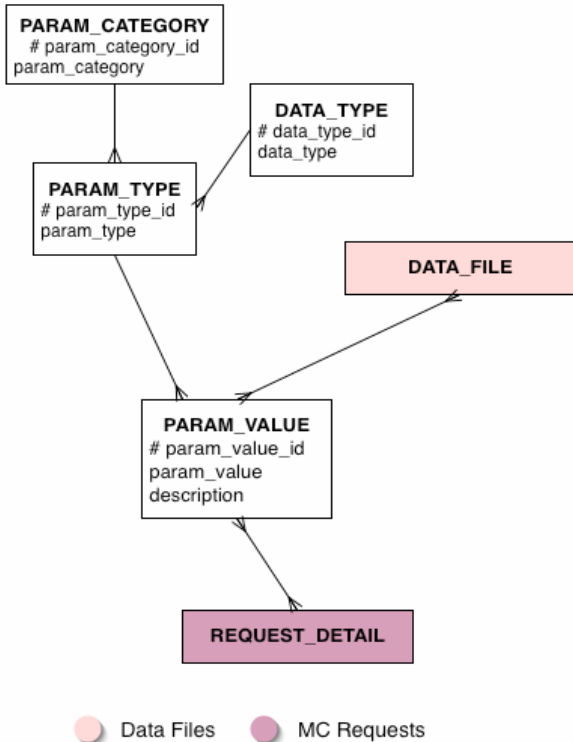 PARAM_CATEGORY
# param_category_id
param_category
DATA_TYPE
# data_type_id
data_type
PARAM_TYPE
# param_type_id
param_type
DATA_FILE
PARAM_VALUE
# param_value_id
param_value
description
REQUEST_DETAIL
Data Files MC Requests